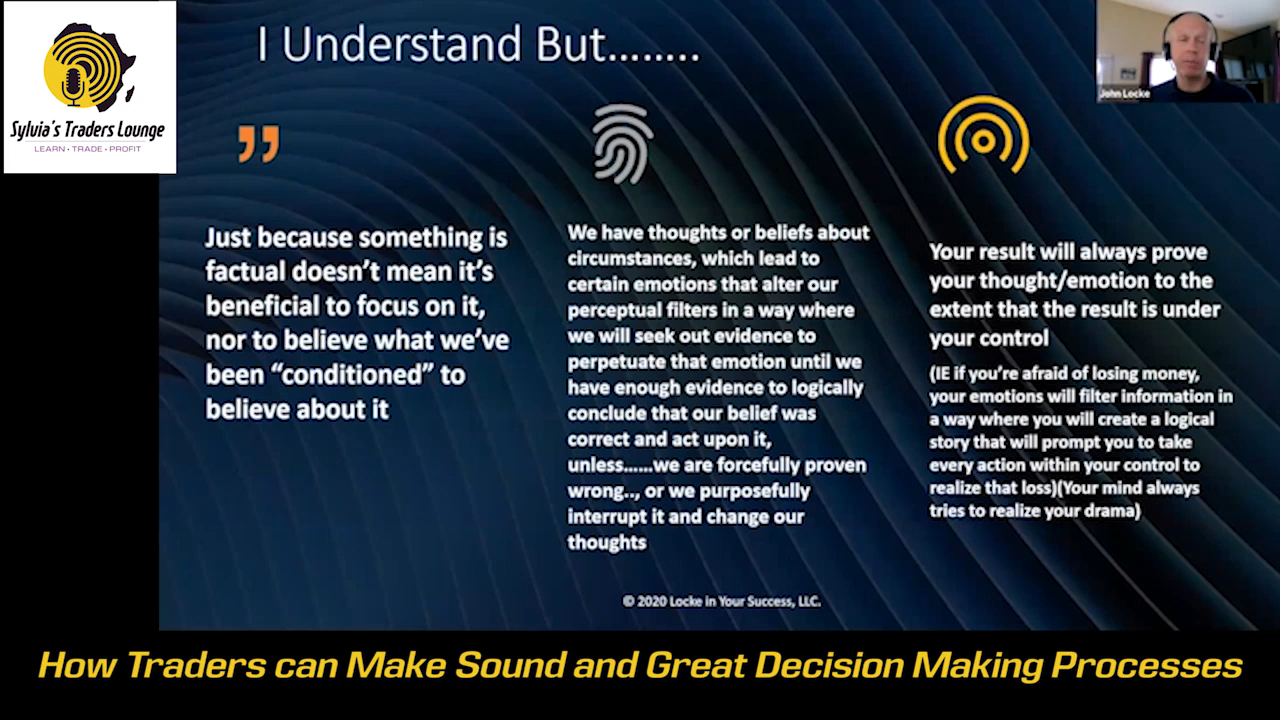 Sylvia's Traders Lounge
LEARN • TRADE • PROFIT
I Understand But........
John Locke
Just because something is
factual doesn't mean it's
beneficial to focus on it,
nor to believe what we've
been “conditioned” to
believe about it
We have thoughts or beliefs about
circumstances, which lead to
certain emotions that alter our
perceptual filters in a way where
we will seek out evidence to
perpetuate that emotion until we
have enough evidence to logically
conclude that our belief was
correct and act upon it,
unless......we are forcefully proven
wrong.., or we purposefully
interrupt it and change our
thoughts
Your result will always prove
your thought/emotion to the
extent that the result is under
your control
(IE if you're afraid of losing money,
your emotions will filter information in
a way where you will create a logical
story that will prompt you to take
every action within your control to
realize that loss)(Your mind always
tries to realize your drama)
© 2020 Locke in Your Success, LLC.
How Traders can Make Sound and Great Decision Making Processes